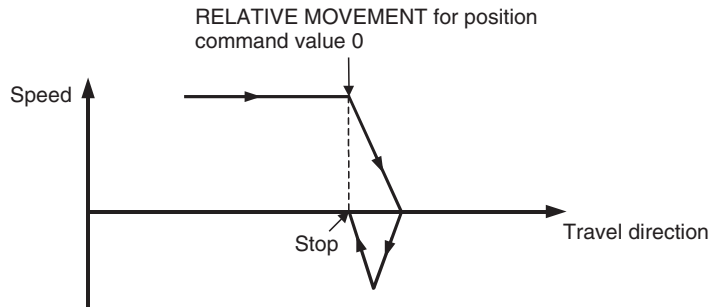 RELATIVE MOVEMENT for position
command value 0
Speed
Stop
Travel direction